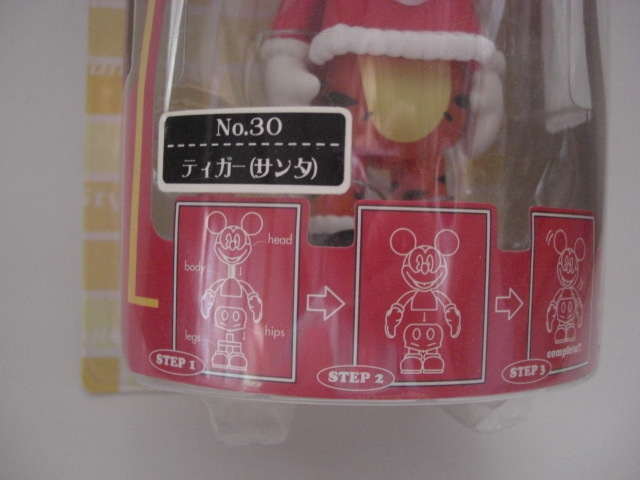 No.30
ティガー(サンタ)
head
body
legs
hips
STEP 1
STEP 2
complete!!
STEP 3